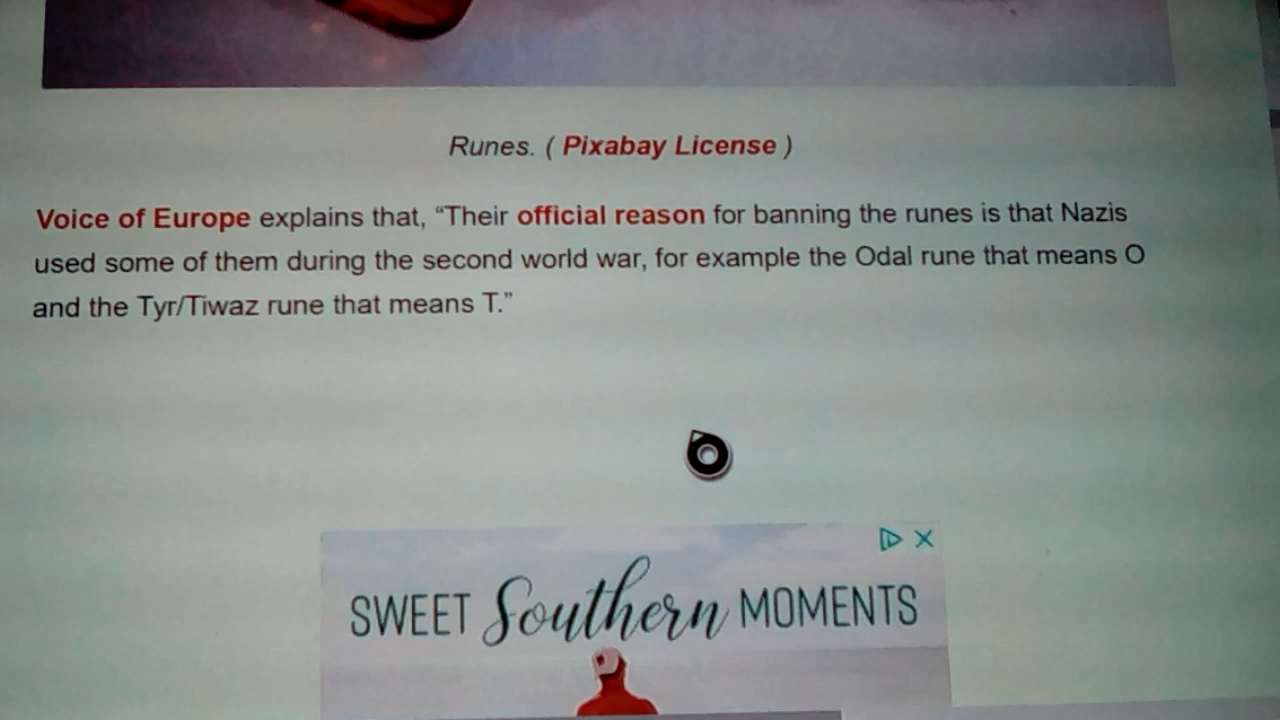 Runes. ( Pixabay License )
Voice of Europe explains that, “Their official reason for banning the runes is that Nazis
used some of them during the second world war, for example the Odal rune that means O
and the Tyr/Tiwaz rune that means T.”
SWEET Southern MOMENTS